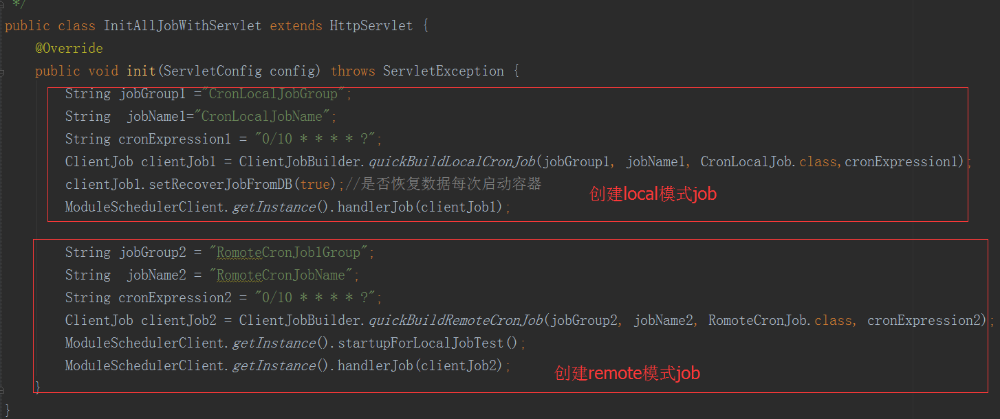 */
public class InitAllJobWithServlet extends HttpServlet {
@Override
public void init(ServletConfig config) throws ServletException {
String jobGroup1 ="CronLocalJobGroup";
String  jobName1="CronLocalJobName";
String cronExpression1 = "0/10 * * * * ?";
ClientJob clientJob1 = ClientJobBuilder.quickBuildLocalCronJob(jobGroup1, jobName1, CronLocalJob.class,cronExpression1);
clientJob1.setRecoverJobFromDB(true);//是否恢复数据每次启动容器
创建local模式job
ModuleSchedulerClient.getInstance().handlerJob(clientJob1);
String jobGroup2 = "RomoteCronJob1Group";
String  jobName2 = "RomoteCronJobName";
String cronExpression2 = "0/10 * * * * ?";
ClientJob clientJob2 = ClientJobBuilder.quickBuildRemoteCronJob(jobGroup2, jobName2, RomoteCronJob.class, cronExpression2);
ModuleSchedulerClient.getInstance().startupForLocalJobTest();
ModuleSchedulerClient.getInstance().handlerJob(clientJob2);
创建remote模式job
}
}